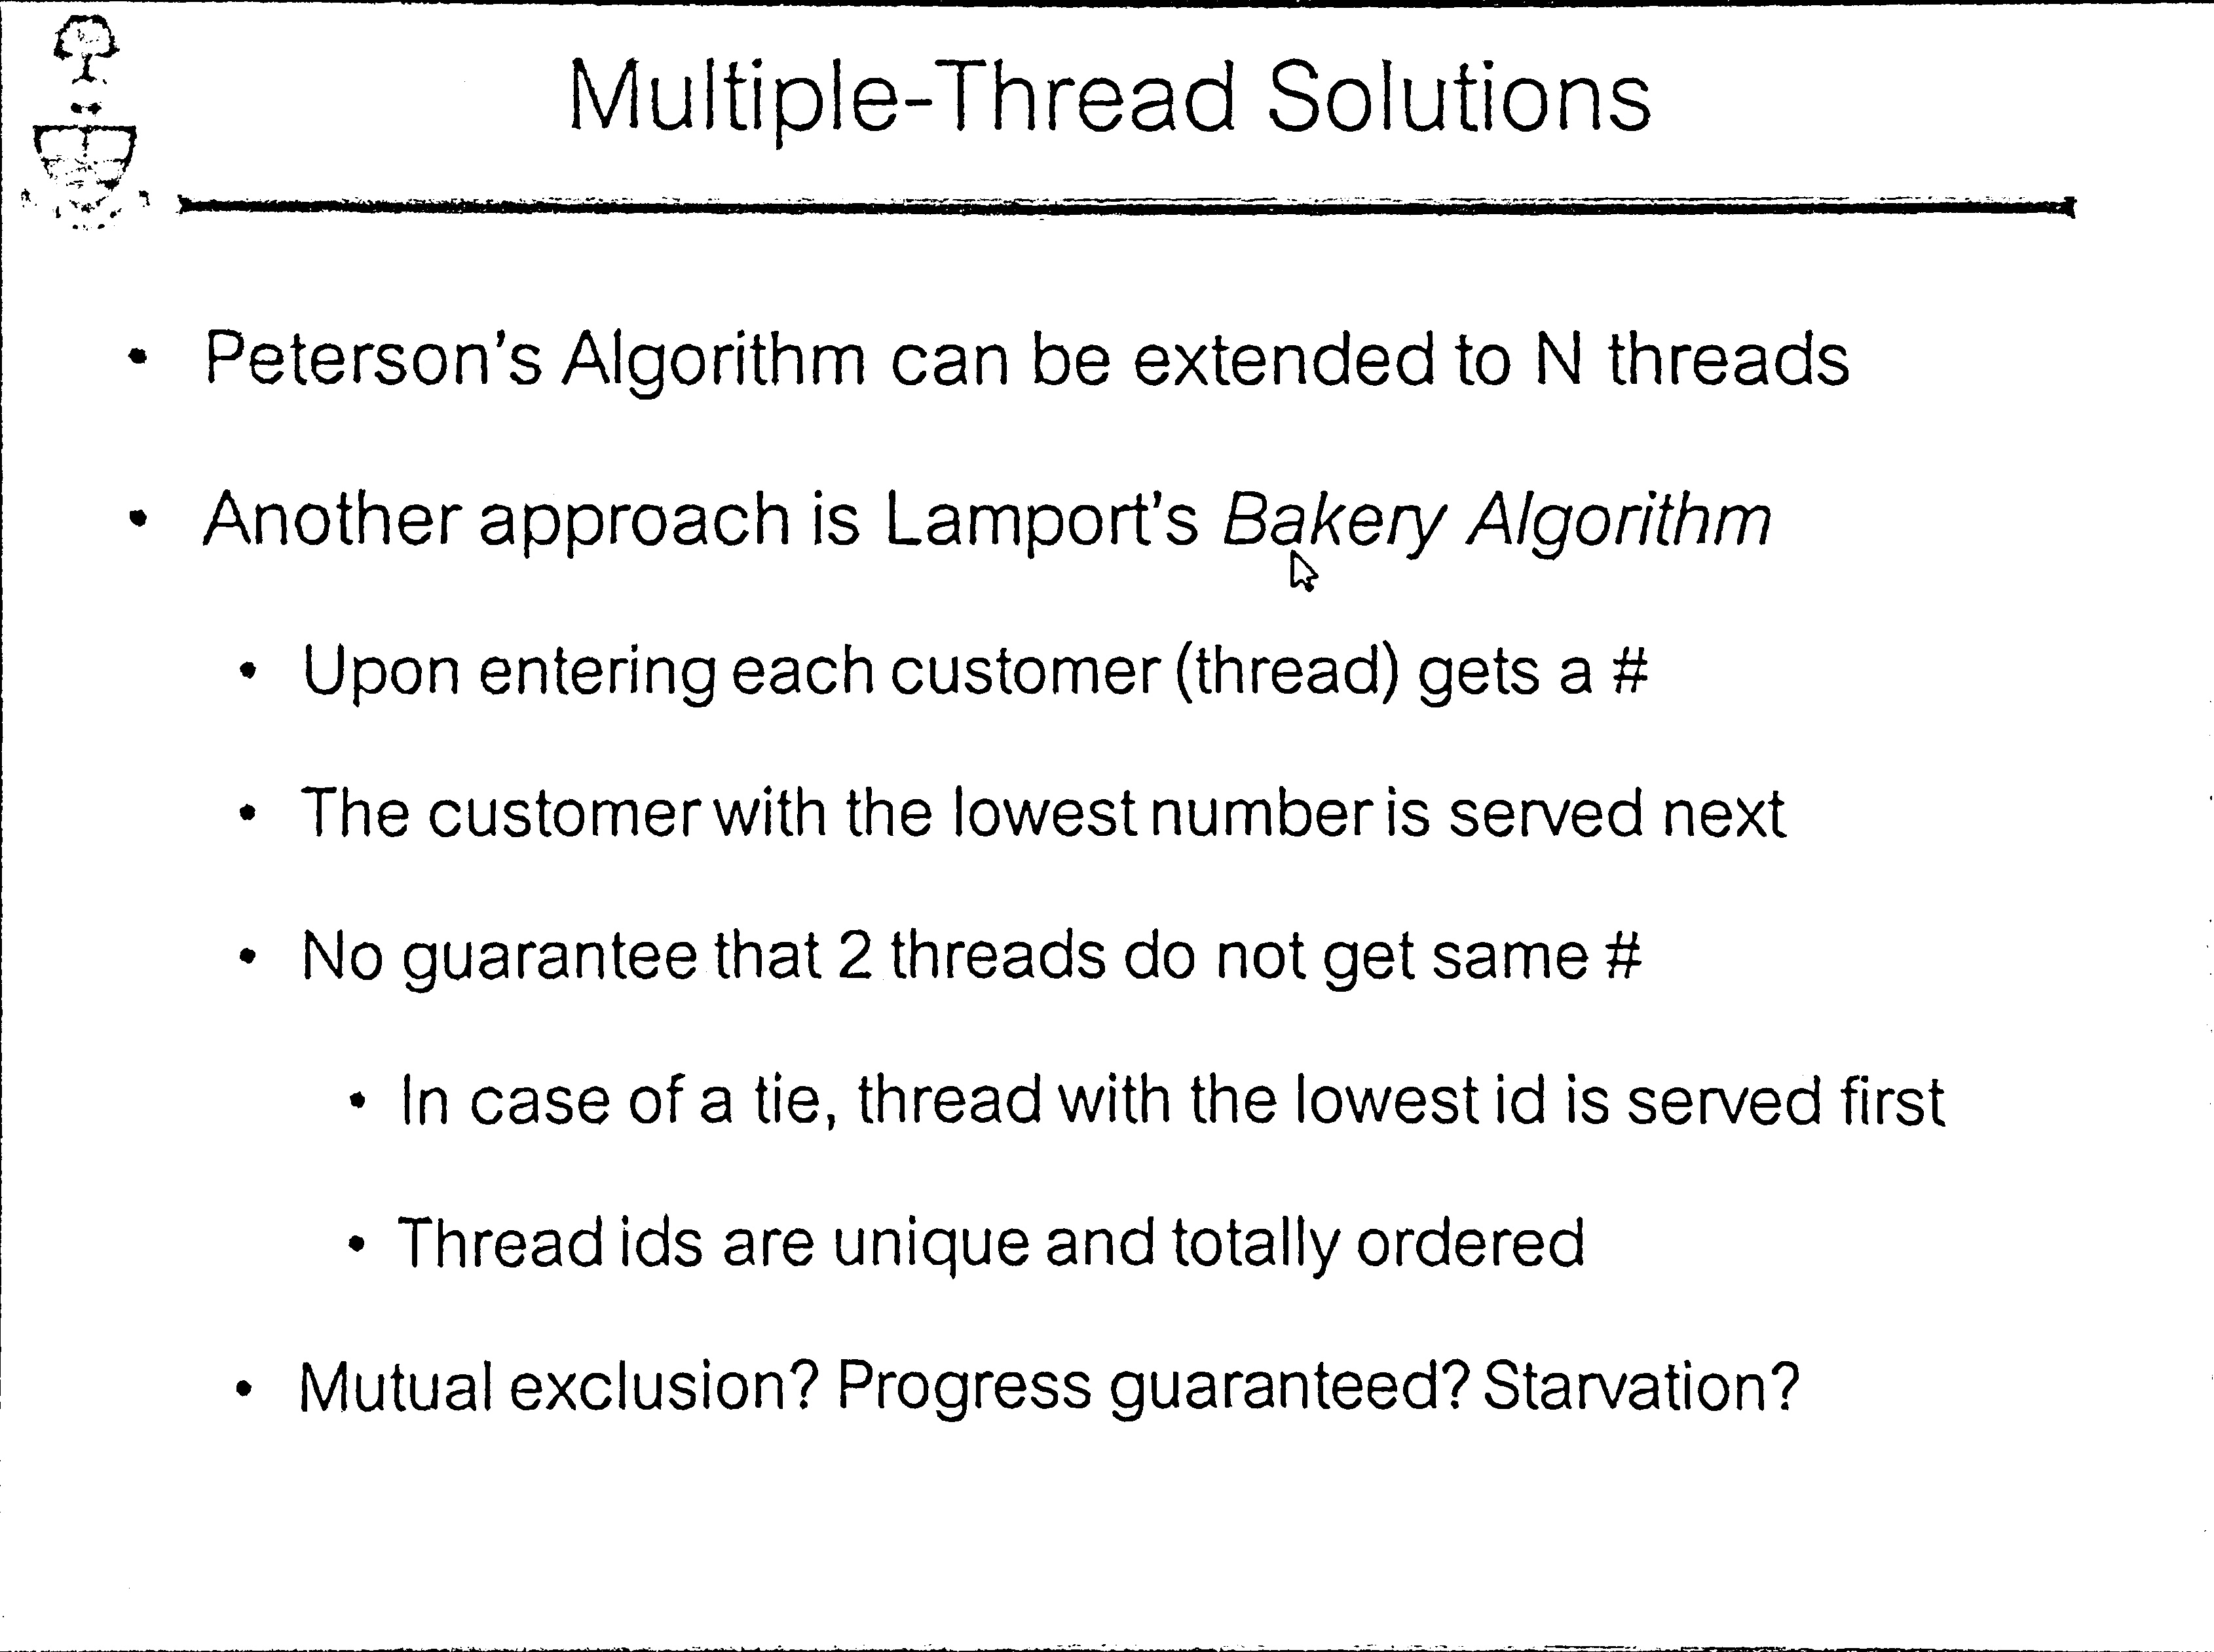 Multiple-Thread Solutions
• Peterson's Algorithm can be extended to N threads
• Another approach is Lamport's Bakery Algorithm
• Upon entering each customer (thread) gets a #
• The customer with the lowest number is served next
• No guarantee that 2 threads do not get same #
• In case of a tie, thread with the lowest id is served first
• Thread ids are unique and totally ordered
• Mutual exclusion? Progress guaranteed? Starvation?